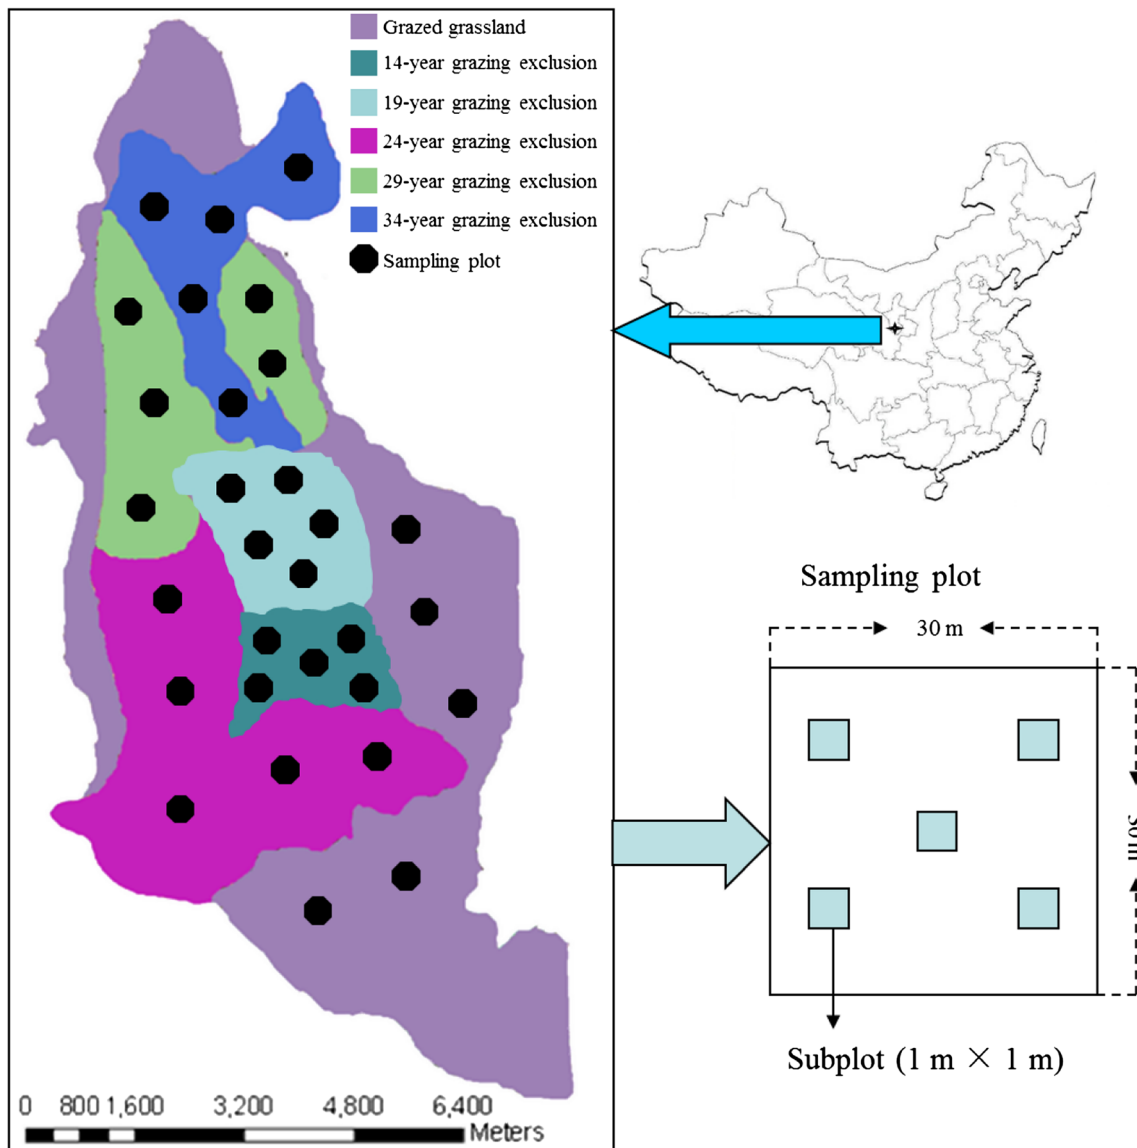 Grazed grassland
14-year grazing exclusion
19-year grazing exclusion
24-year grazing exclusion
29-year grazing exclusion
34-year grazing exclusion
Sampling plot
Sampling plot
30 m
30 m
Subplot (1 m × 1 m)
0 800 1,600 3,200 4,800 6,400
Meters